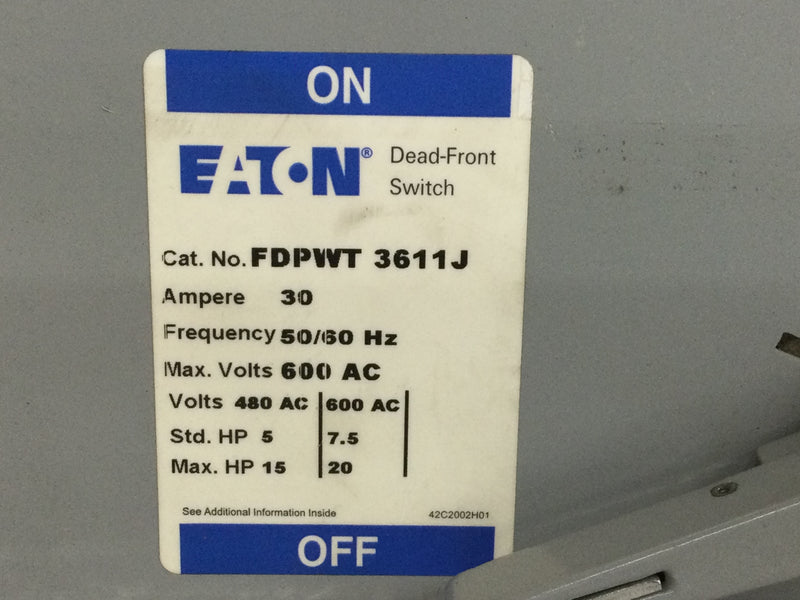 ON
EATON® Dead-Front
Switch
Cat. No. FDPWT 3611J
Ampere 30
Frequency 50/60 Hz
Max. Volts 600 AC
Volts 480 AC 600 AC
Std. HP 5 7.5
Max. HP 15 20
See Additional Information Inside 42C2002H01
OFF